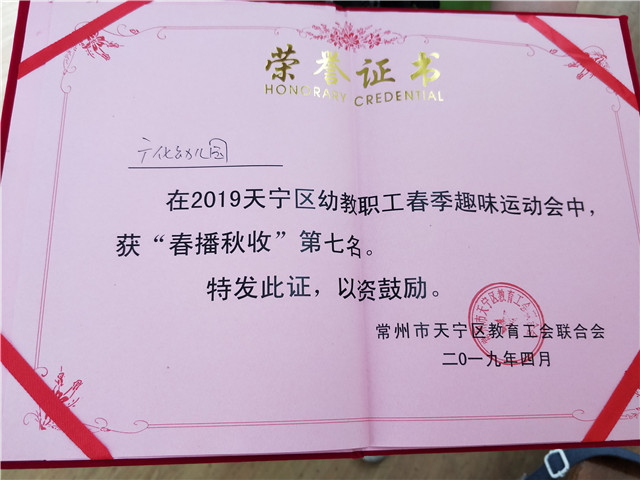 荣誉证书
HONORARY CREDENTIAL
幼儿园
在2019天宁区幼教职工春季趣味运动会中，
获“春播秋收”第七名。
特发此证，以资鼓励。
常州市天宁区教育工会联合会
二〇一九年四月